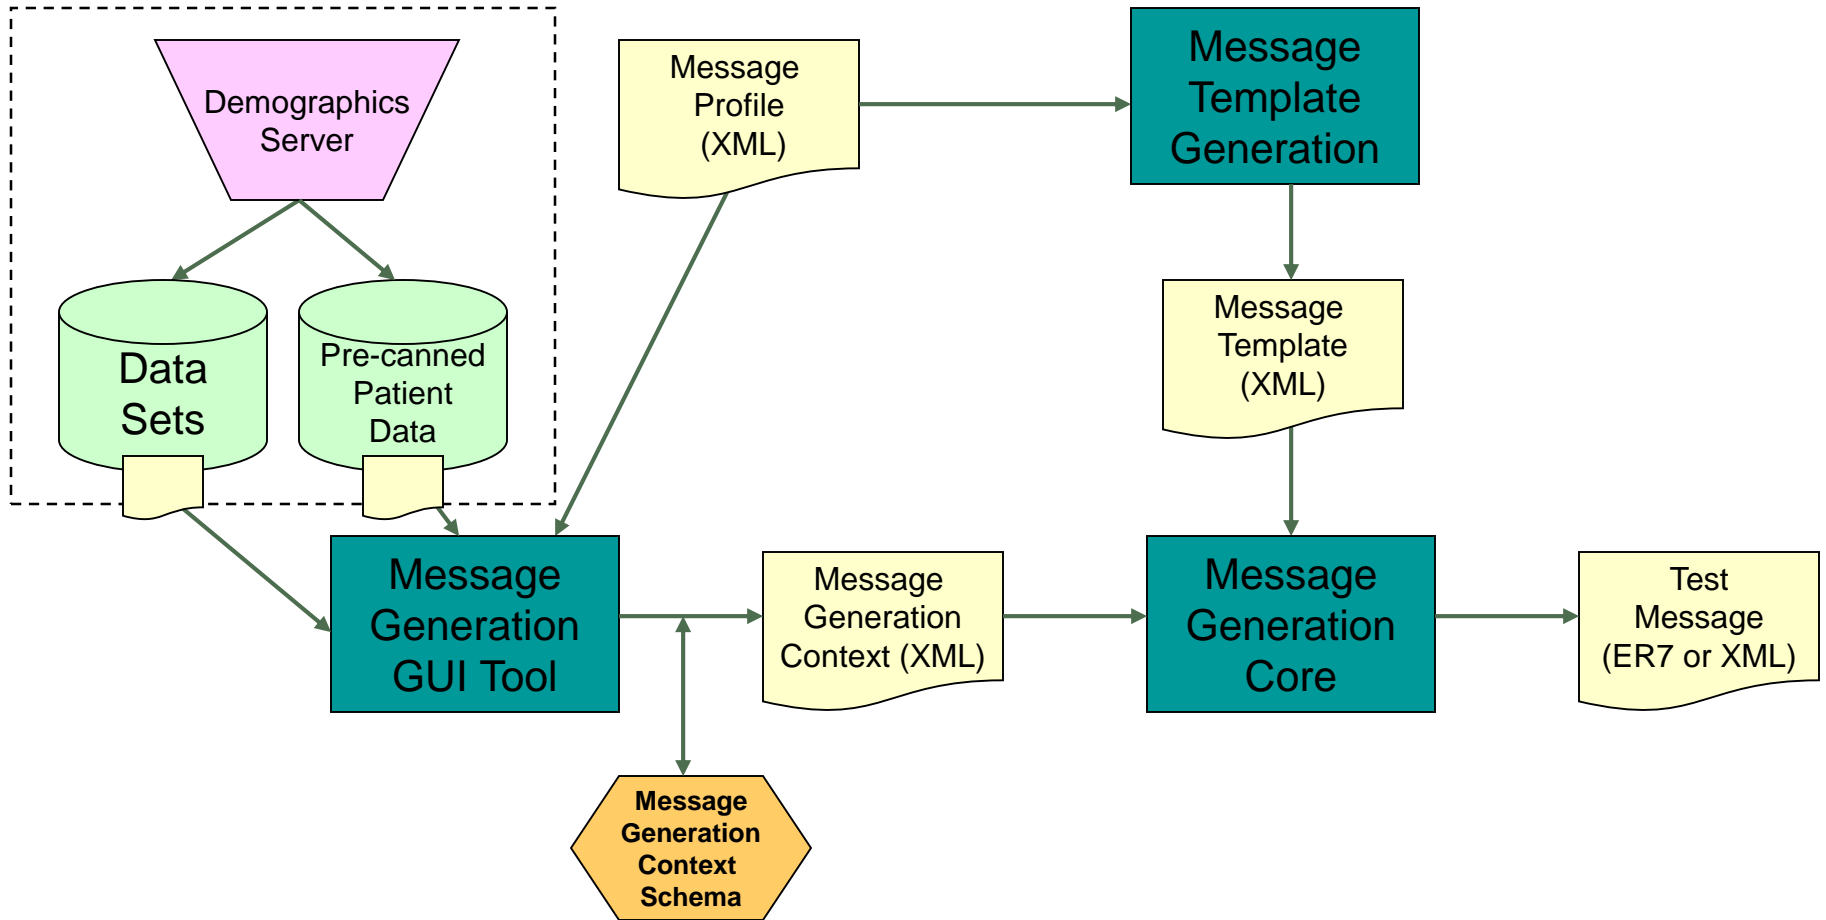 Demographics
Server
Message
Profile
(XML)
Message
Template
Generation
Data
Sets
Pre-canned
Patient
Data
Message
Template
(XML)
Message
Generation
GUI Tool
Message
Generation
Context (XML)
Message
Generation
Core
Test
Message
(ER7 or XML)
Message
Generation
Context
Schema